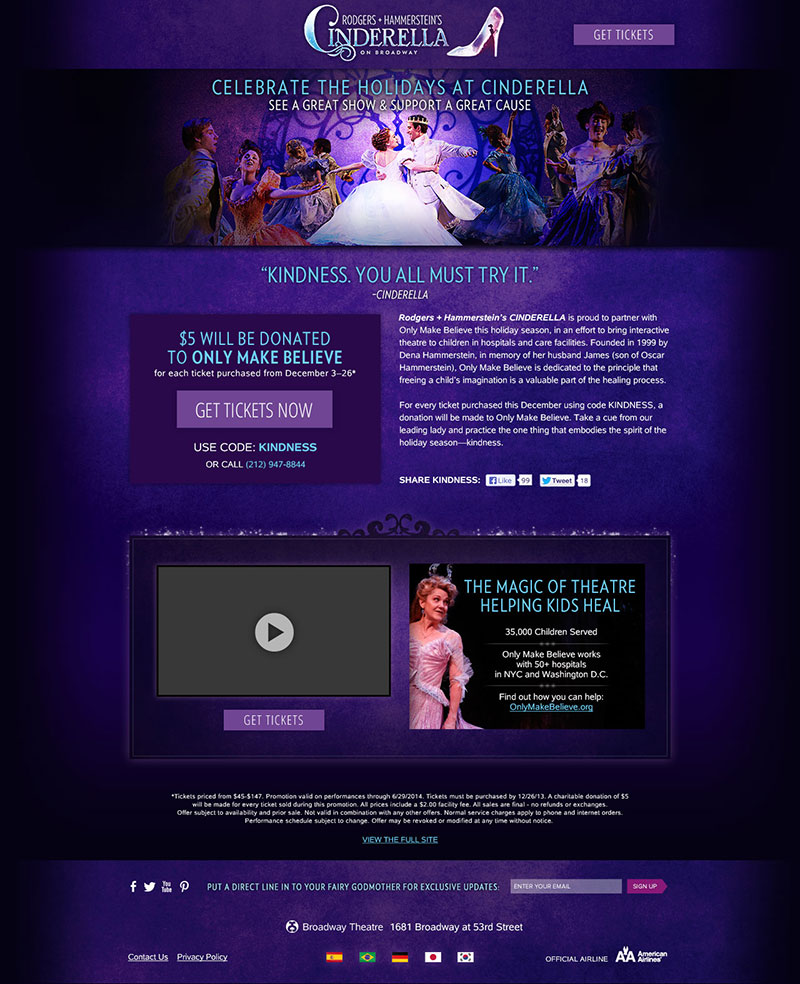 RODGERS + HAMMERSTEIN'S
CINDERELLA
ON BROADWAY
GET TICKETS
CELEBRATE THE HOLIDAYS AT CINDERELLA
SEE A GREAT SHOW & SUPPORT A GREAT CAUSE
“KINDNESS. YOU ALL MUST TRY IT.”
-CINDERELLA
$5 WILL BE DONATED
TO ONLY MAKE BELIEVE
for each ticket purchased from December 3–26*
GET TICKETS NOW
USE CODE: KINDNESS
OR CALL (212) 947-8844
Rodgers + Hammerstein's CINDERELLA is proud to partner with
Only Make Believe this holiday season, in an effort to bring interactive
theatre to children in hospitals and care facilities. Founded in 1999 by
Dena Hammerstein, in memory of her husband James (son of Oscar
Hammerstein), Only Make Believe is dedicated to the principle that
freeing a child's imagination is a valuable part of the healing process.
For every ticket purchased this December using code KINDNESS, a
donation will be made to Only Make Believe. Take a cue from our
leading lady and practice the one thing that embodies the spirit of the
holiday season—kindness.
SHARE KINDNESS: Like 99 Tweet 18
GET TICKETS
THE MAGIC OF THEATRE
HELPING KIDS HEAL
35,000 Children Served
Only Make Believe works
with 50+ hospitals
in NYC and Washington D.C.
Find out how you can help:
OnlyMakeBelieve.org
*Tickets priced from $45-$147. Promotion valid on performances through 6/29/2014. Tickets must be purchased by 12/26/13. A charitable donation of $5
will be made for every ticket sold during this promotion. All prices include a $2.00 facility fee. All sales are final - no refunds or exchanges.
Offer subject to availability and prior sale. Not valid in combination with any other offers. Normal service charges apply to phone and internet orders.
Performance schedule subject to change. Offer may be revoked or modified at any time without notice.
VIEW THE FULL SITE
You Tube
PUT A DIRECT LINE IN TO YOUR FAIRY GODMOTHER FOR EXCLUSIVE UPDATES:
ENTER YOUR EMAIL
SIGN UP
Broadway Theatre 1681 Broadway at 53rd Street
Contact Us Privacy Policy
OFFICIAL AIRLINE AA American Airlines